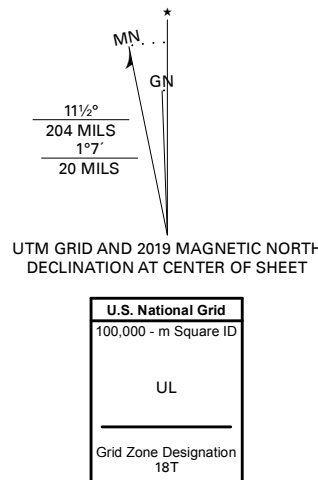 ★
MN
GN
11½°
204 MILS
1°7´
20 MILS
UTM GRID AND 2019 MAGNETIC NORTH
DECLINATION AT CENTER OF SHEET
U.S. National Grid
100,000 - m Square ID
UL
Grid Zone Designation
18T